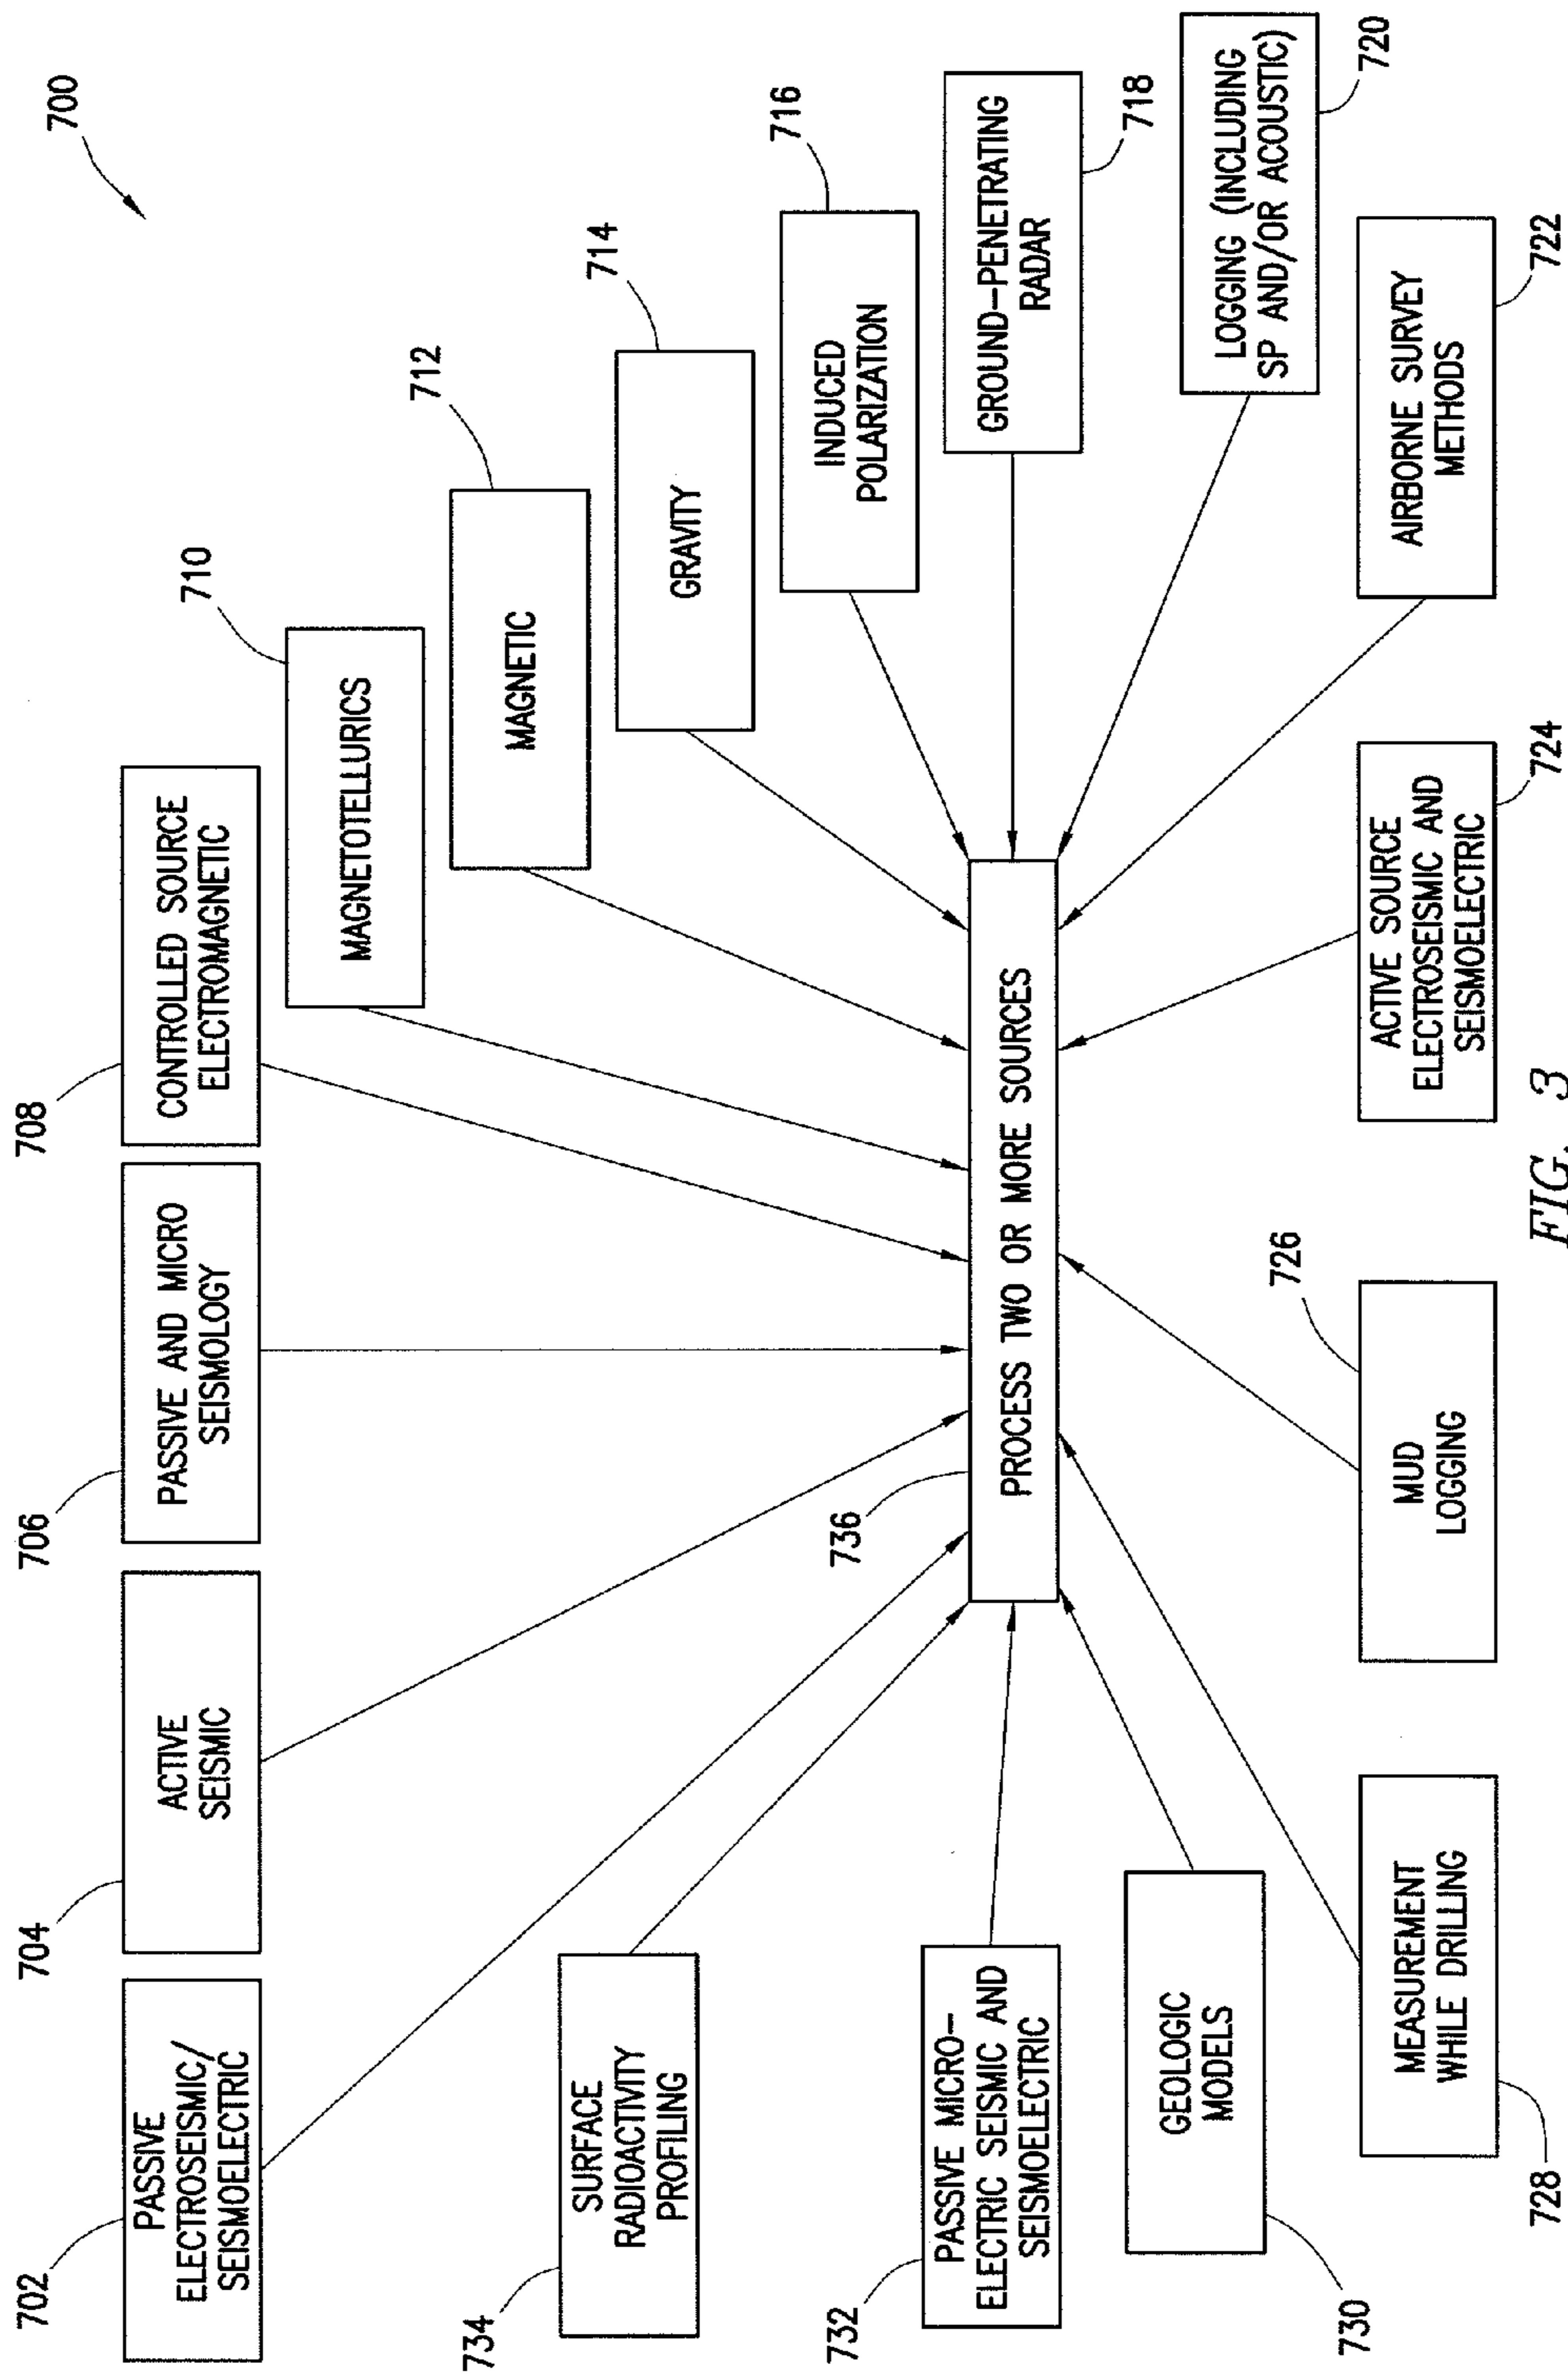 700
702
PASSIVE
ELECTROSEISMIC/
SEISMOELECTRIC
704
ACTIVE
SEISMIC
706
PASSIVE AND MICRO
SEISMOLOGY
708
CONTROLLED SOURCE
ELECTROMAGNETIC
710
MAGNETOTELLURICS
712
MAGNETIC
714
GRAVITY
716
INDUCED
POLARIZATION
718
GROUND-PENETRATING
RADAR
720
LOGGING (INCLUDING
SP AND/OR ACOUSTIC)
722
AIRBORNE SURVEY
METHODS
724
ACTIVE SOURCE
ELECTROSEISMIC AND
SEISMOELECTRIC
726
MUD
LOGGING
728
MEASUREMENT
WHILE DRILLING
730
GEOLOGIC
MODELS
732
PASSIVE MICRO-
ELECTRIC SEISMIC AND
SEISMOELECTRIC
734
SURFACE
RADIOACTIVITY
PROFILING
736
PROCESS TWO OR MORE SOURCES
FIG. 3